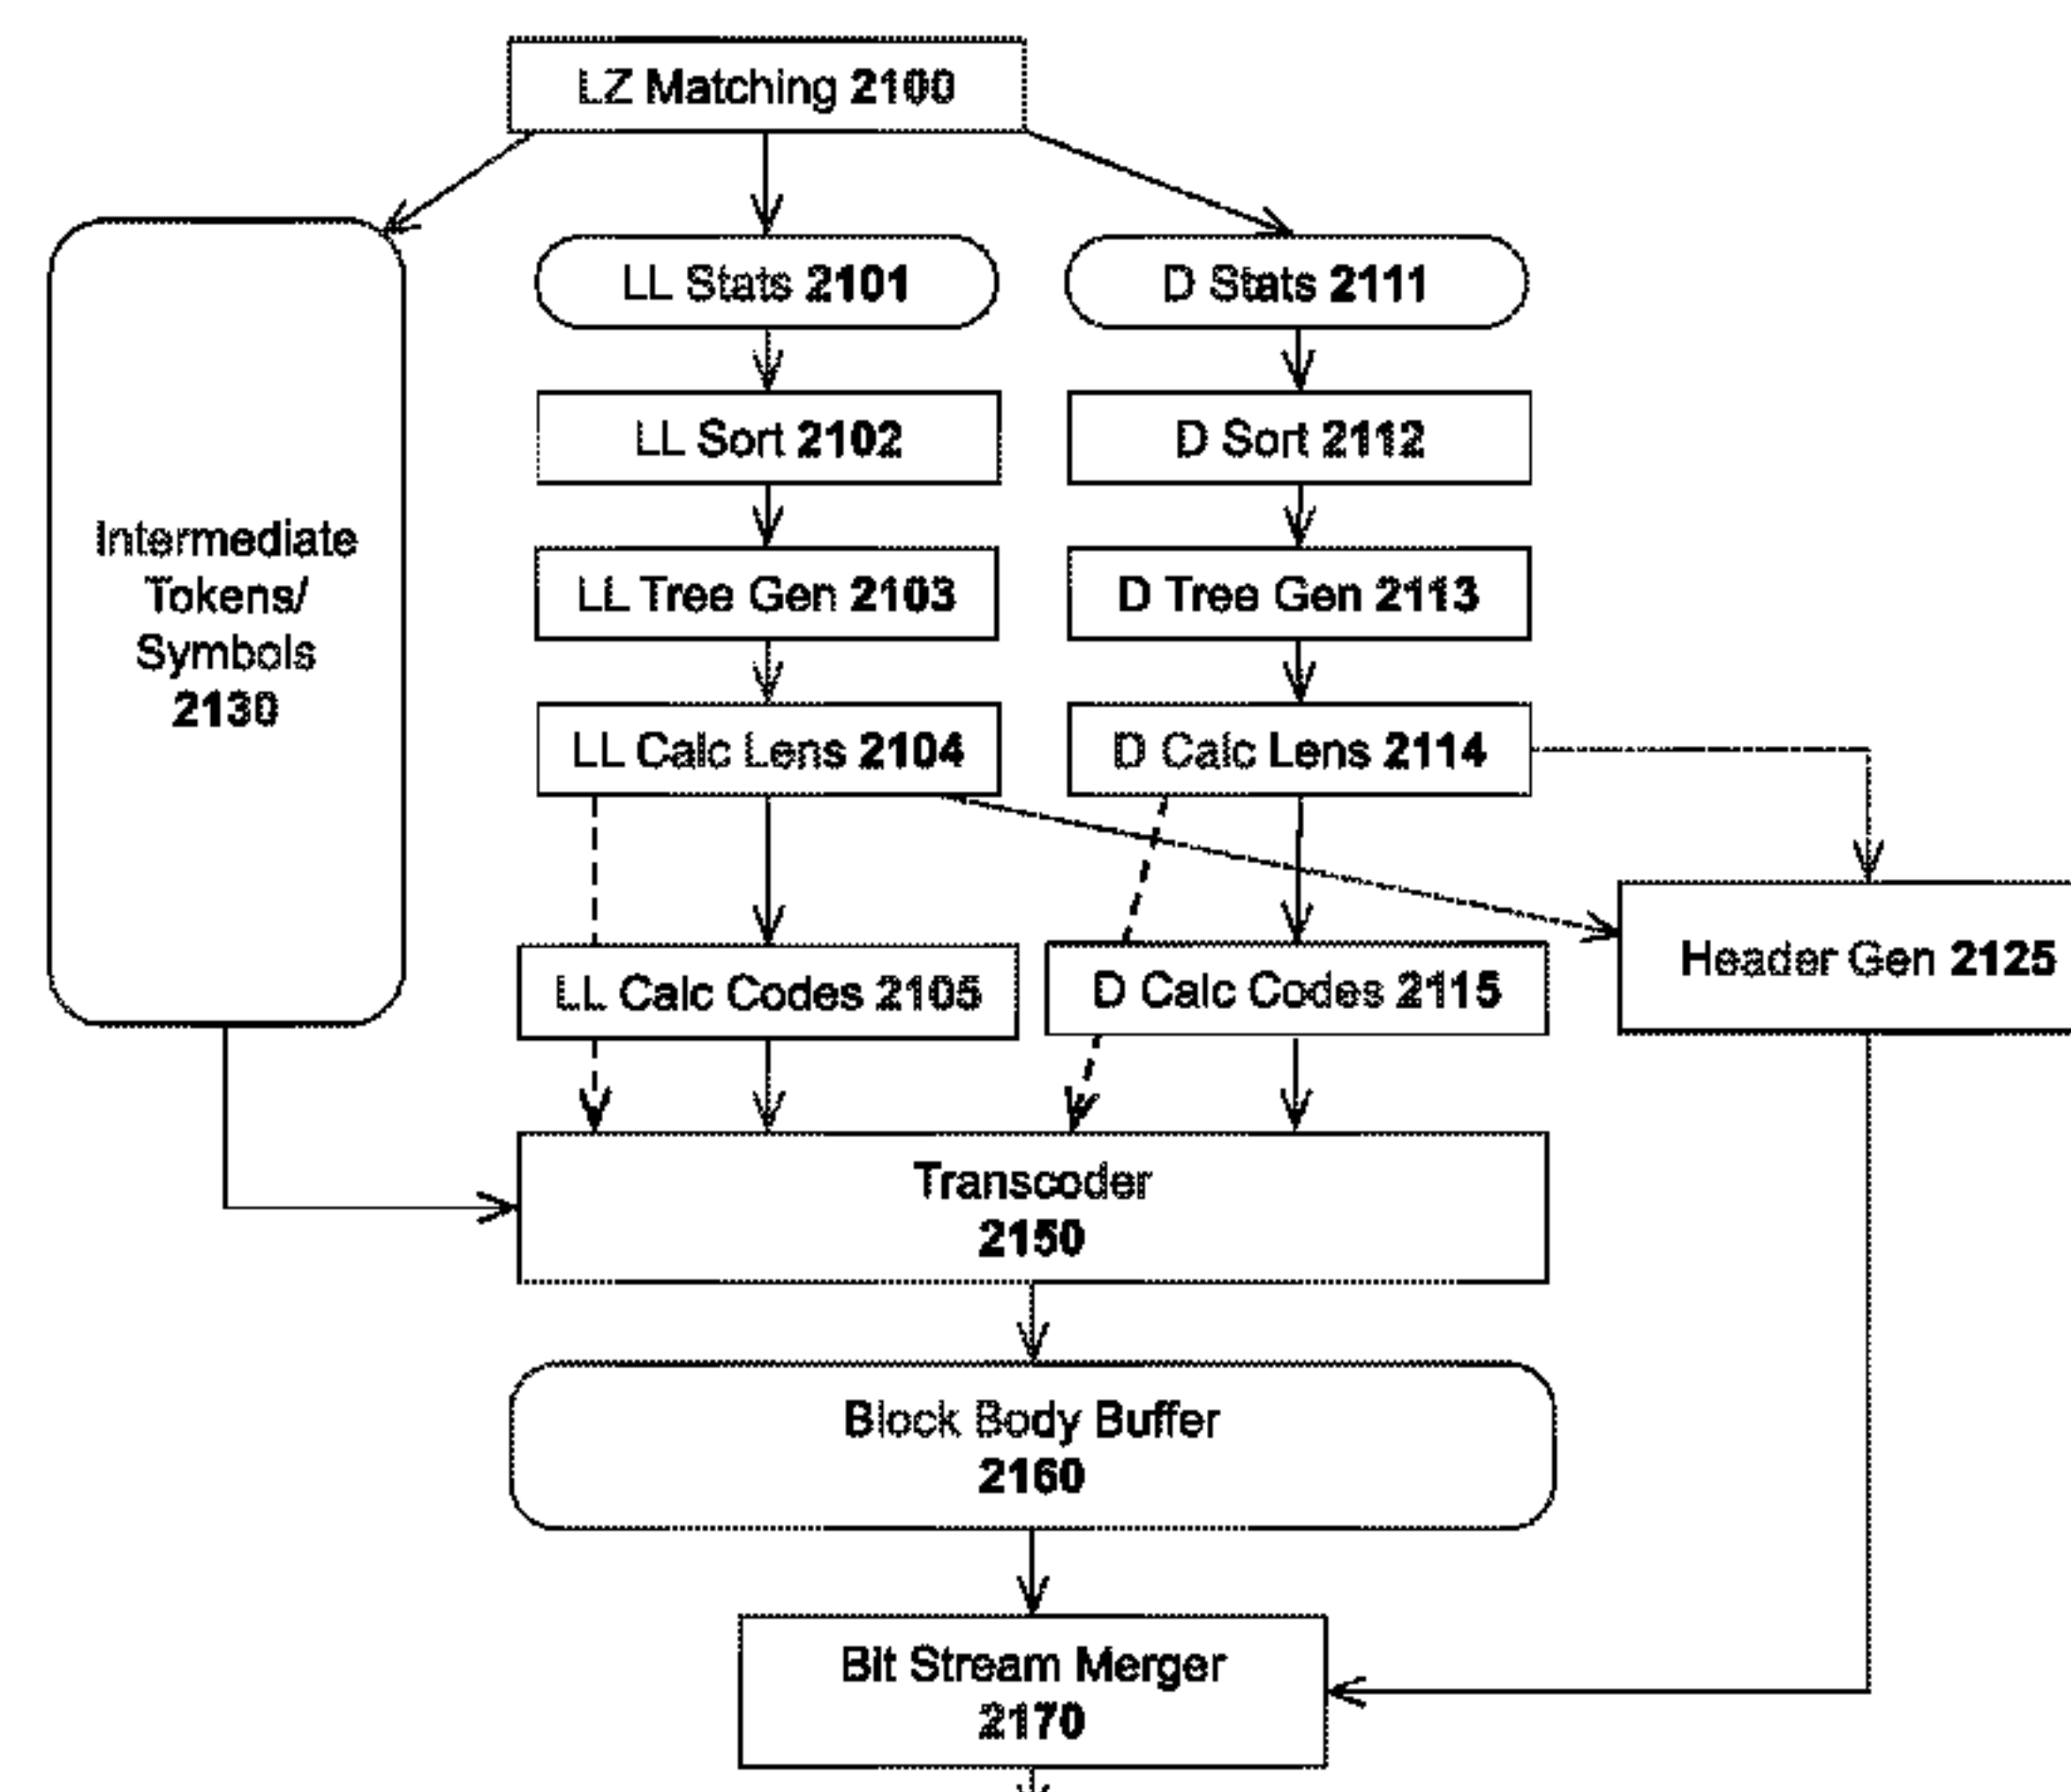 LZ Matching 2100
LL Stats 2101
D Stats 2111
LL Sort 2102
D Sort 2112
Intermediate
Tokens/
Symbols
2130
LL Tree Gen 2103
D Tree Gen 2113
LL Calc Lens 2104
D Calc Lens 2114
Header Gen 2125
LL Calc Codes 2105
D Calc Codes 2115
Transcoder
2150
Block Body Buffer
2160
Bit Stream Merger
2170